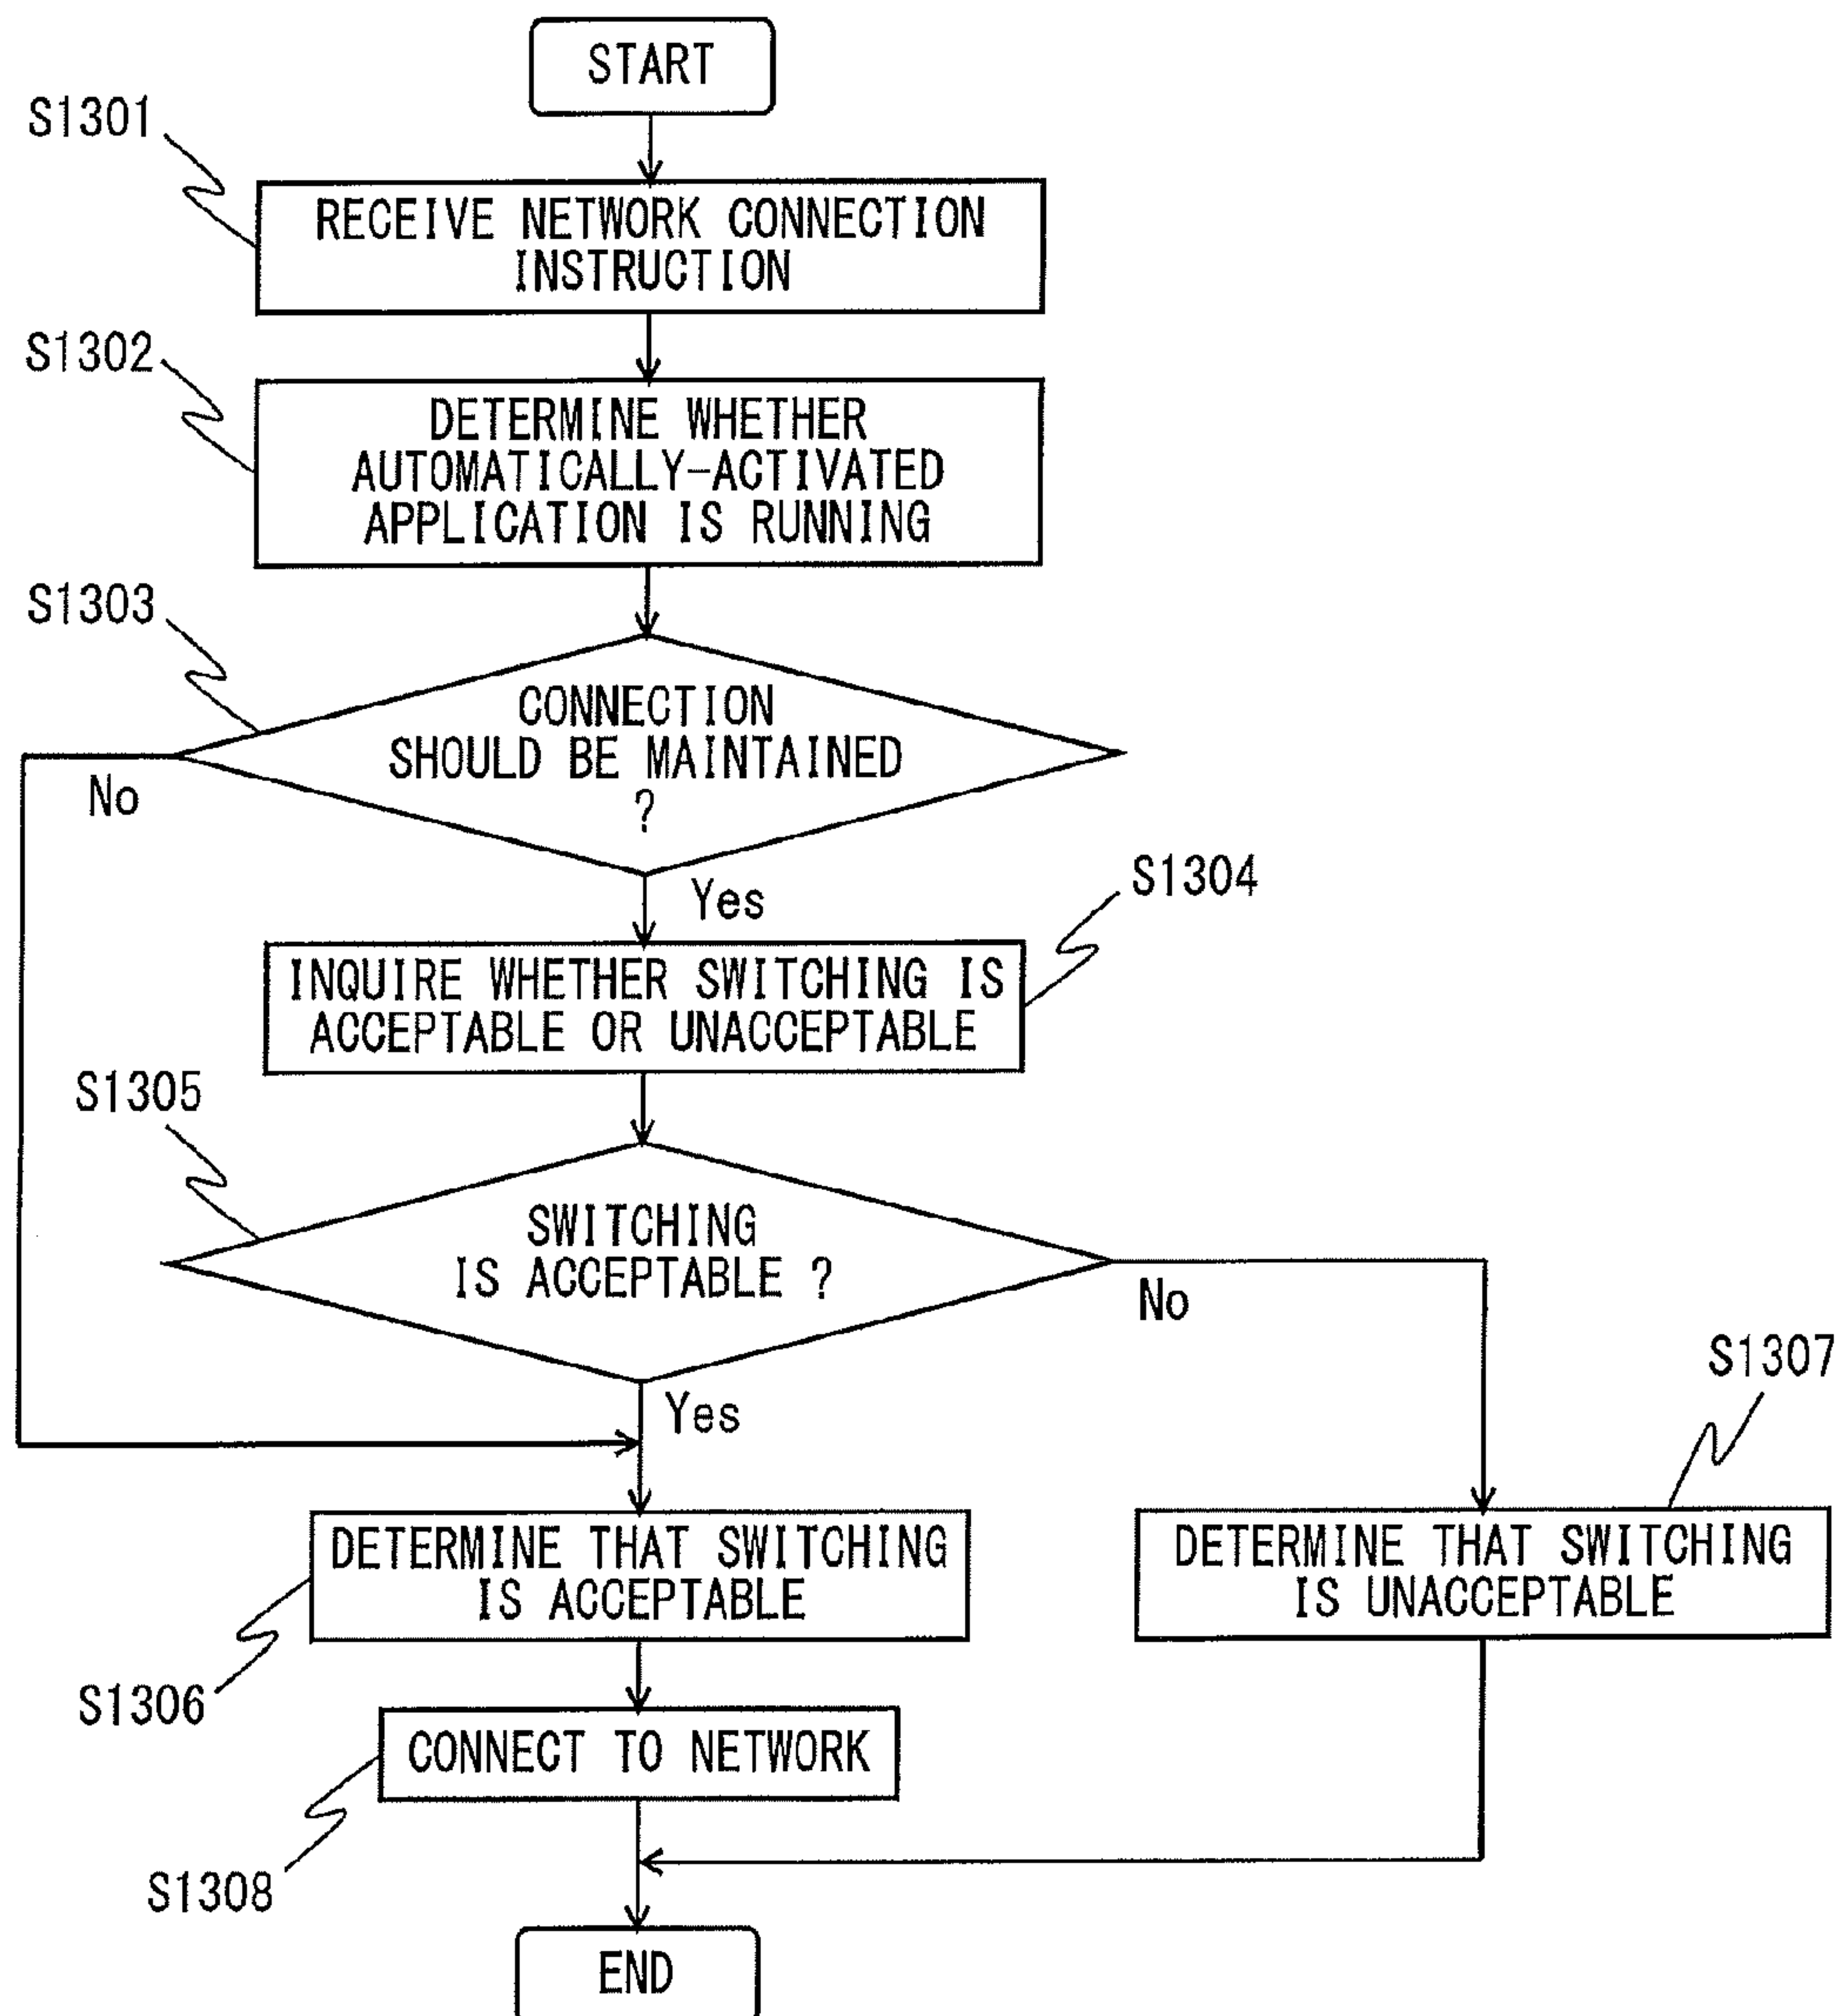 START
S1301
RECEIVE NETWORK CONNECTION
INSTRUCTION
S1302
DETERMINE WHETHER
AUTOMATICALLY-ACTIVATED
APPLICATION IS RUNNING
S1303
CONNECTION
SHOULD BE MAINTAINED
?
No
Yes
S1304
INQUIRE WHETHER SWITCHING IS
ACCEPTABLE OR UNACCEPTABLE
S1305
SWITCHING
IS ACCEPTABLE ?
No
Yes
S1307
DETERMINE THAT SWITCHING
IS ACCEPTABLE
DETERMINE THAT SWITCHING
IS UNACCEPTABLE
S1306
CONNECT TO NETWORK
S1308
END